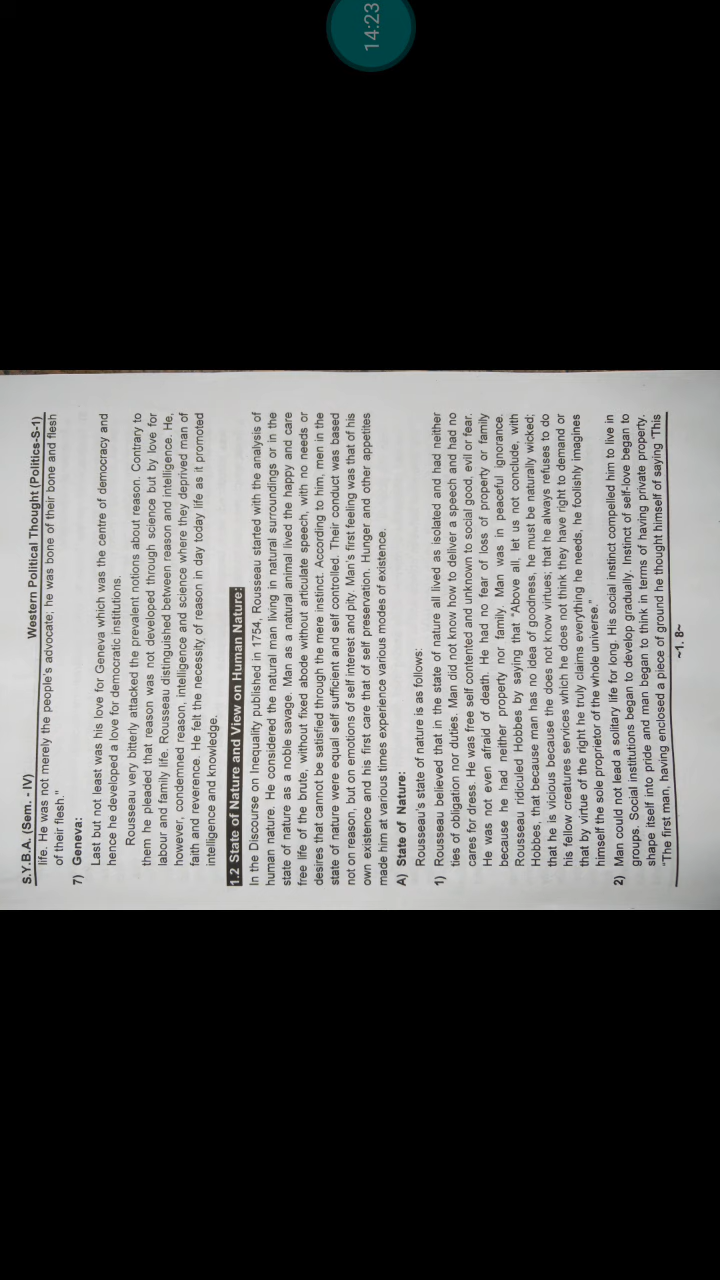 14:23
S.Y.B.A. (Sem. - IV) Western Political Thought (Politics-S-1)
life. He was not merely the people's advocate; he was bone of their bone and flesh
of their flesh."
7) Geneva:
Last but not least was his love for Geneva which was the centre of democracy and
hence he developed a love for democratic institutions.
Rousseau very bitterly attacked the prevalent notions about reason. Contrary to
them he pleaded that reason was not developed through science but by love for
labour and family life. Rousseau distinguished between reason and intelligence. He,
however, condemned reason, intelligence and science where they deprived man of
faith and reverence. He felt the necessity of reason in day today life as it promoted
intelligence and knowledge.
1.2 State of Nature and View on Human Nature:
In the Discourse on Inequality published in 1754, Rousseau started with the analysis of
human nature. He considered the natural man living in natural surroundings or in the
state of nature as a noble savage. Man as a natural animal lived the happy and care
free life of the brute, without fixed abode without articulate speech, with no needs or
desires that cannot be satisfied through the mere instinct. According to him, men in the
state of nature were equal self sufficient and self controlled. Their conduct was based
not on reason, but on emotions of self interest and pity. Man's first feeling was that of his
own existence and his first care that of self preservation. Hunger and other appetites
made him at various times experience various modes of existence.
A) State of Nature:
Rousseau's state of nature is as follows:
1) Rousseau believed that in the state of nature all lived as isolated and had neither
ties of obligation nor duties. Man did not know how to deliver a speech and had no
cares for dress. He was free self contented and unknown to social good, evil or fear.
He was not even afraid of death. He had no fear of loss of property or family
because he had neither property nor family. Man was in peaceful ignorance.
Rousseau ridiculed Hobbes by saying that "Above all, let us not conclude, with
Hobbes, that because man has no idea of goodness, he must be naturally wicked;
that he is vicious because the does not know virtues; that he always refuses to do
his fellow creatures services which he does not think they have right to demand or
that by virtue of the right he truly claims everything he needs, he foolishly imagines
himself the sole proprietor of the whole universe."
2) Man could not lead a solitary life for long. His social instinct compelled him to live in
groups. Social institutions began to develop gradually. Instinct of self-love began to
shape itself into pride and man began to think in terms of having private property.
"The first man, having enclosed a piece of ground he thought himself of saying 'This
~1. 8~